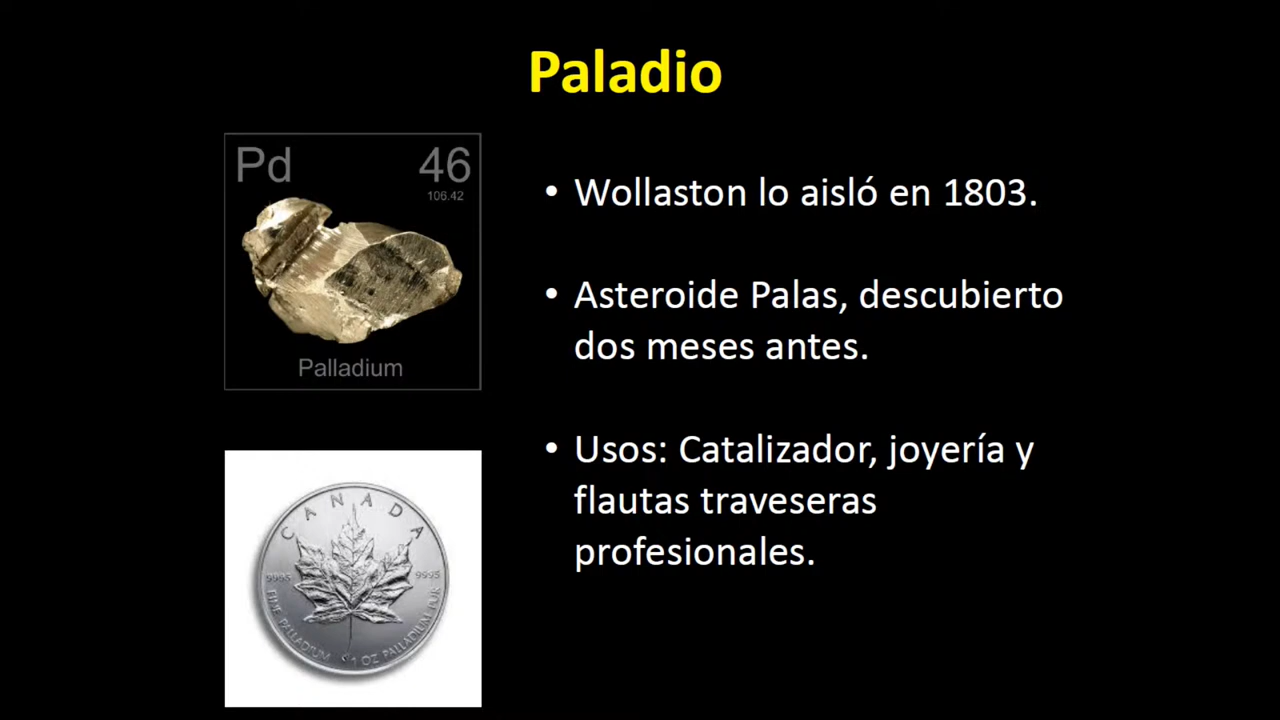 Paladio
Pd 46
106.42
Palladium
• Wollaston lo aisló en 1803.
• Asteroide Palas, descubierto
dos meses antes.
• Usos: Catalizador, joyería y
flautas traveseras
profesionales.
CANADA
9995 9995
FINE PALLADIUM 1 OZ PALLADIUM PUR